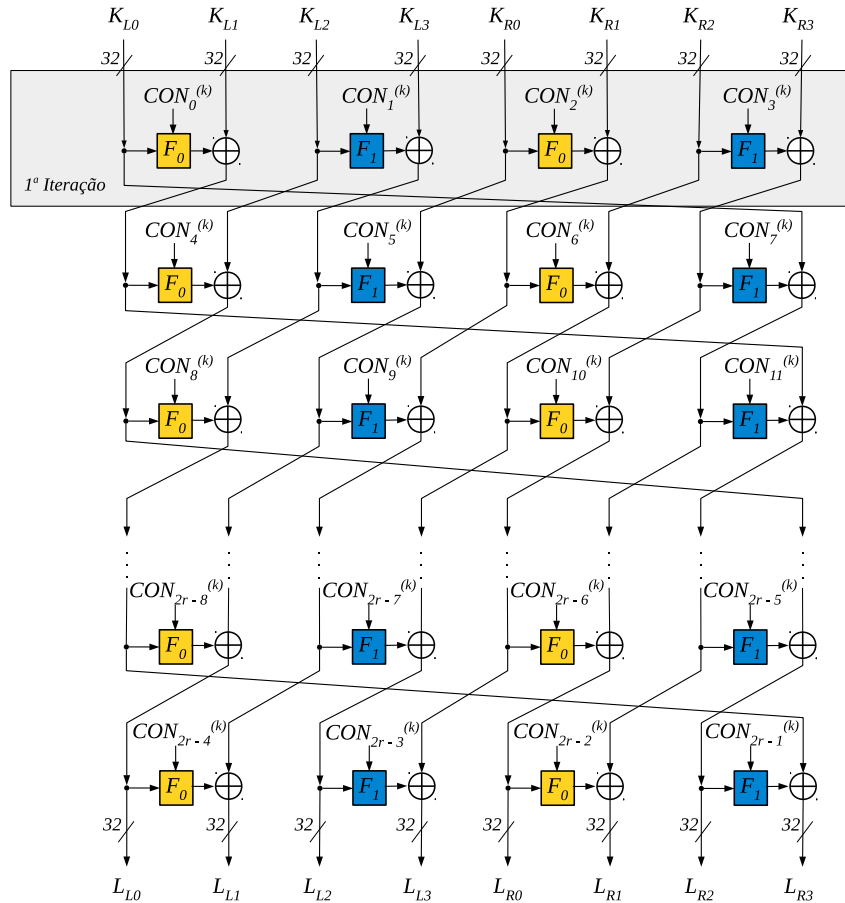 K_L0 K_L1 K_L2 K_L3 K_R0 K_R1 K_R2 K_R3
32 32 32 32 32 32 32 32
CON_0^(k) CON_1^(k) CON_2^(k) CON_3^(k)
F_0 F_1 F_0 F_1
1ª Iteração
CON_4^(k) CON_5^(k) CON_6^(k) CON_7^(k)
F_0 F_1 F_0 F_1
CON_8^(k) CON_9^(k) CON_10^(k) CON_11^(k)
F_0 F_1 F_0 F_1
CON_2r-8^(k) CON_2r-7^(k) CON_2r-6^(k) CON_2r-5^(k)
F_0 F_1 F_0 F_1
CON_2r-4^(k) CON_2r-3^(k) CON_2r-2^(k) CON_2r-1^(k)
F_0 F_1 F_0 F_1
32 32 32 32 32 32 32 32
L_L0 L_L1 L_L2 L_L3 L_R0 L_R1 L_R2 L_R3